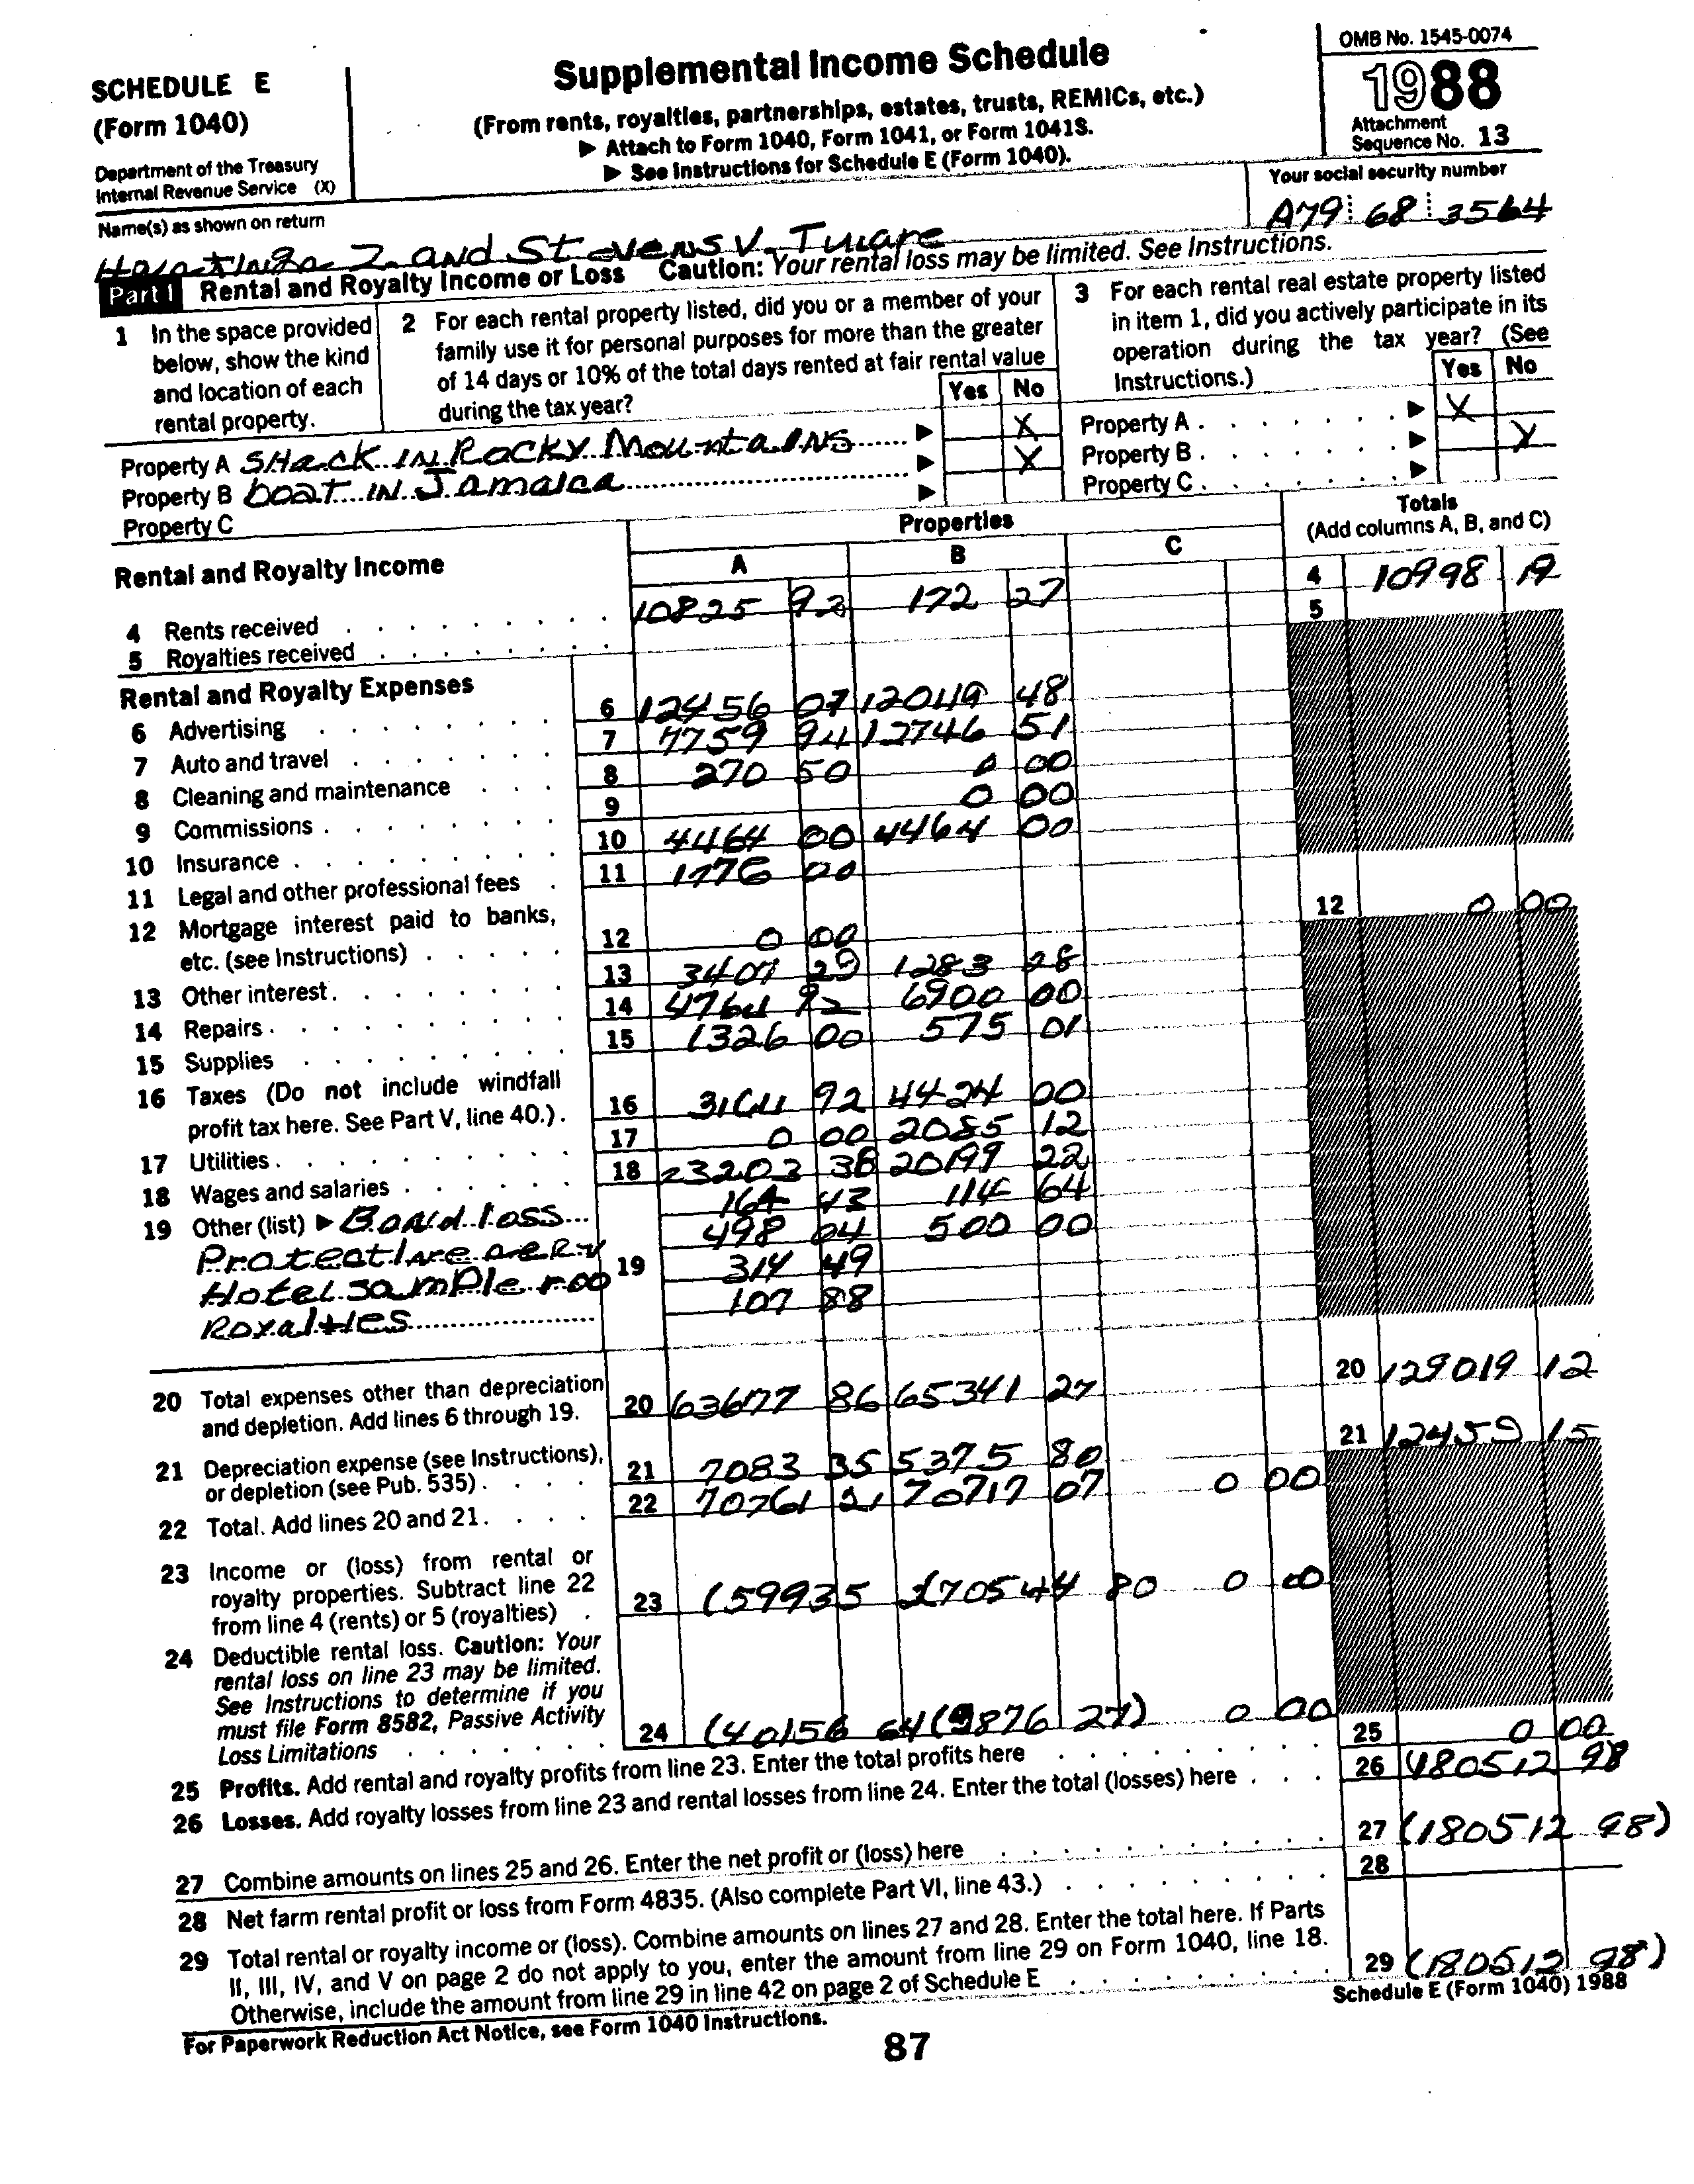 SCHEDULE E
(Form 1040)
Department of the Treasury
Internal Revenue Service (X)
Supplemental Income Schedule
(From rents, royalties, partnerships, estates, trusts, REMICs, etc.)
▶ Attach to Form 1040, Form 1041, or Form 1041S.
▶ See Instructions for Schedule E (Form 1040).
OMB No. 1545-0074
1988
Attachment
Sequence No. 13
Name(s) as shown on return
Your social security number
and Stevens V. Tulare
A79 68 3564
Part I Rental and Royalty Income or Loss Caution: Your rental loss may be limited. See Instructions.
1 In the space provided
below, show the kind
and location of each
rental property.
2 For each rental property listed, did you or a member of your
family use it for personal purposes for more than the greater
of 14 days or 10% of the total days rented at fair rental value
during the tax year?
Yes No
3 For each rental real estate property listed
in item 1, did you actively participate in its
operation during the tax year? (See
Instructions.)
Yes No
Property A SHack IN Rocky MountaINS ▶ X
Property B boat IN Jamaica ▶ X
Property C ▶
Property A ▶ X
Property B ▶ X
Property C ▶
Rental and Royalty Income
Properties
A B C
Totals
(Add columns A, B, and C)
4 Rents received 10825 92 172 27 4 10998 19
5 Royalties received 5
Rental and Royalty Expenses
6 Advertising 6 12456 07 12049 48
7 Auto and travel 7 7759 94 12746 51
8 Cleaning and maintenance 8 270 50 0 00
9 Commissions 9 0 00
10 Insurance 10 4464 00 4464 00
11 Legal and other professional fees 11 1776 00
12 Mortgage interest paid to banks,
etc. (see Instructions) 12 0 00 12 0 00
13 Other interest 13 3407 29 1283 28
14 Repairs 14 4764 92 6900 00
15 Supplies 15 1326 00 575 01
16 Taxes (Do not include windfall
profit tax here. See Part V, line 40.) 16 3164 92 4424 00
17 Utilities 17 0 00 2085 12
18 Wages and salaries 18 23203 38 20199 22
19 Other (list) ▶ Bond loss 164 43 114 64
Protective 498 04 500 00
Hotel sample roo 19 314 49
Royalties 107 88
20 Total expenses other than depreciation
and depletion. Add lines 6 through 19. 20 63677 86 65341 27 20 129019 12
21 Depreciation expense (see Instructions),
or depletion (see Pub. 535) 21 7083 35 5375 80 21 12459 15
22 Total. Add lines 20 and 21. 22 70761 21 70717 07 0 00
23 Income or (loss) from rental or
royalty properties. Subtract line 22
from line 4 (rents) or 5 (royalties) 23 (59935 (70544 80 0 00
24 Deductible rental loss. Caution: Your
rental loss on line 23 may be limited.
See Instructions to determine if you
must file Form 8582, Passive Activity
Loss Limitations 24 (40156 64 (9876 27) 0 00
25 Profits. Add rental and royalty profits from line 23. Enter the total profits here 25 0 00
26 Losses. Add royalty losses from line 23 and rental losses from line 24. Enter the total (losses) here 26 (180512 98
27 Combine amounts on lines 25 and 26. Enter the net profit or (loss) here 27 (180512 98)
28 Net farm rental profit or loss from Form 4835. (Also complete Part VI, line 43.) 28
29 Total rental or royalty income or (loss). Combine amounts on lines 27 and 28. Enter the total here. If Parts
II, III, IV, and V on page 2 do not apply to you, enter the amount from line 29 on Form 1040, line 18.
Otherwise, include the amount from line 29 in line 42 on page 2 of Schedule E 29 (180512 98)
For Paperwork Reduction Act Notice, see Form 1040 Instructions.
Schedule E (Form 1040) 1988
87